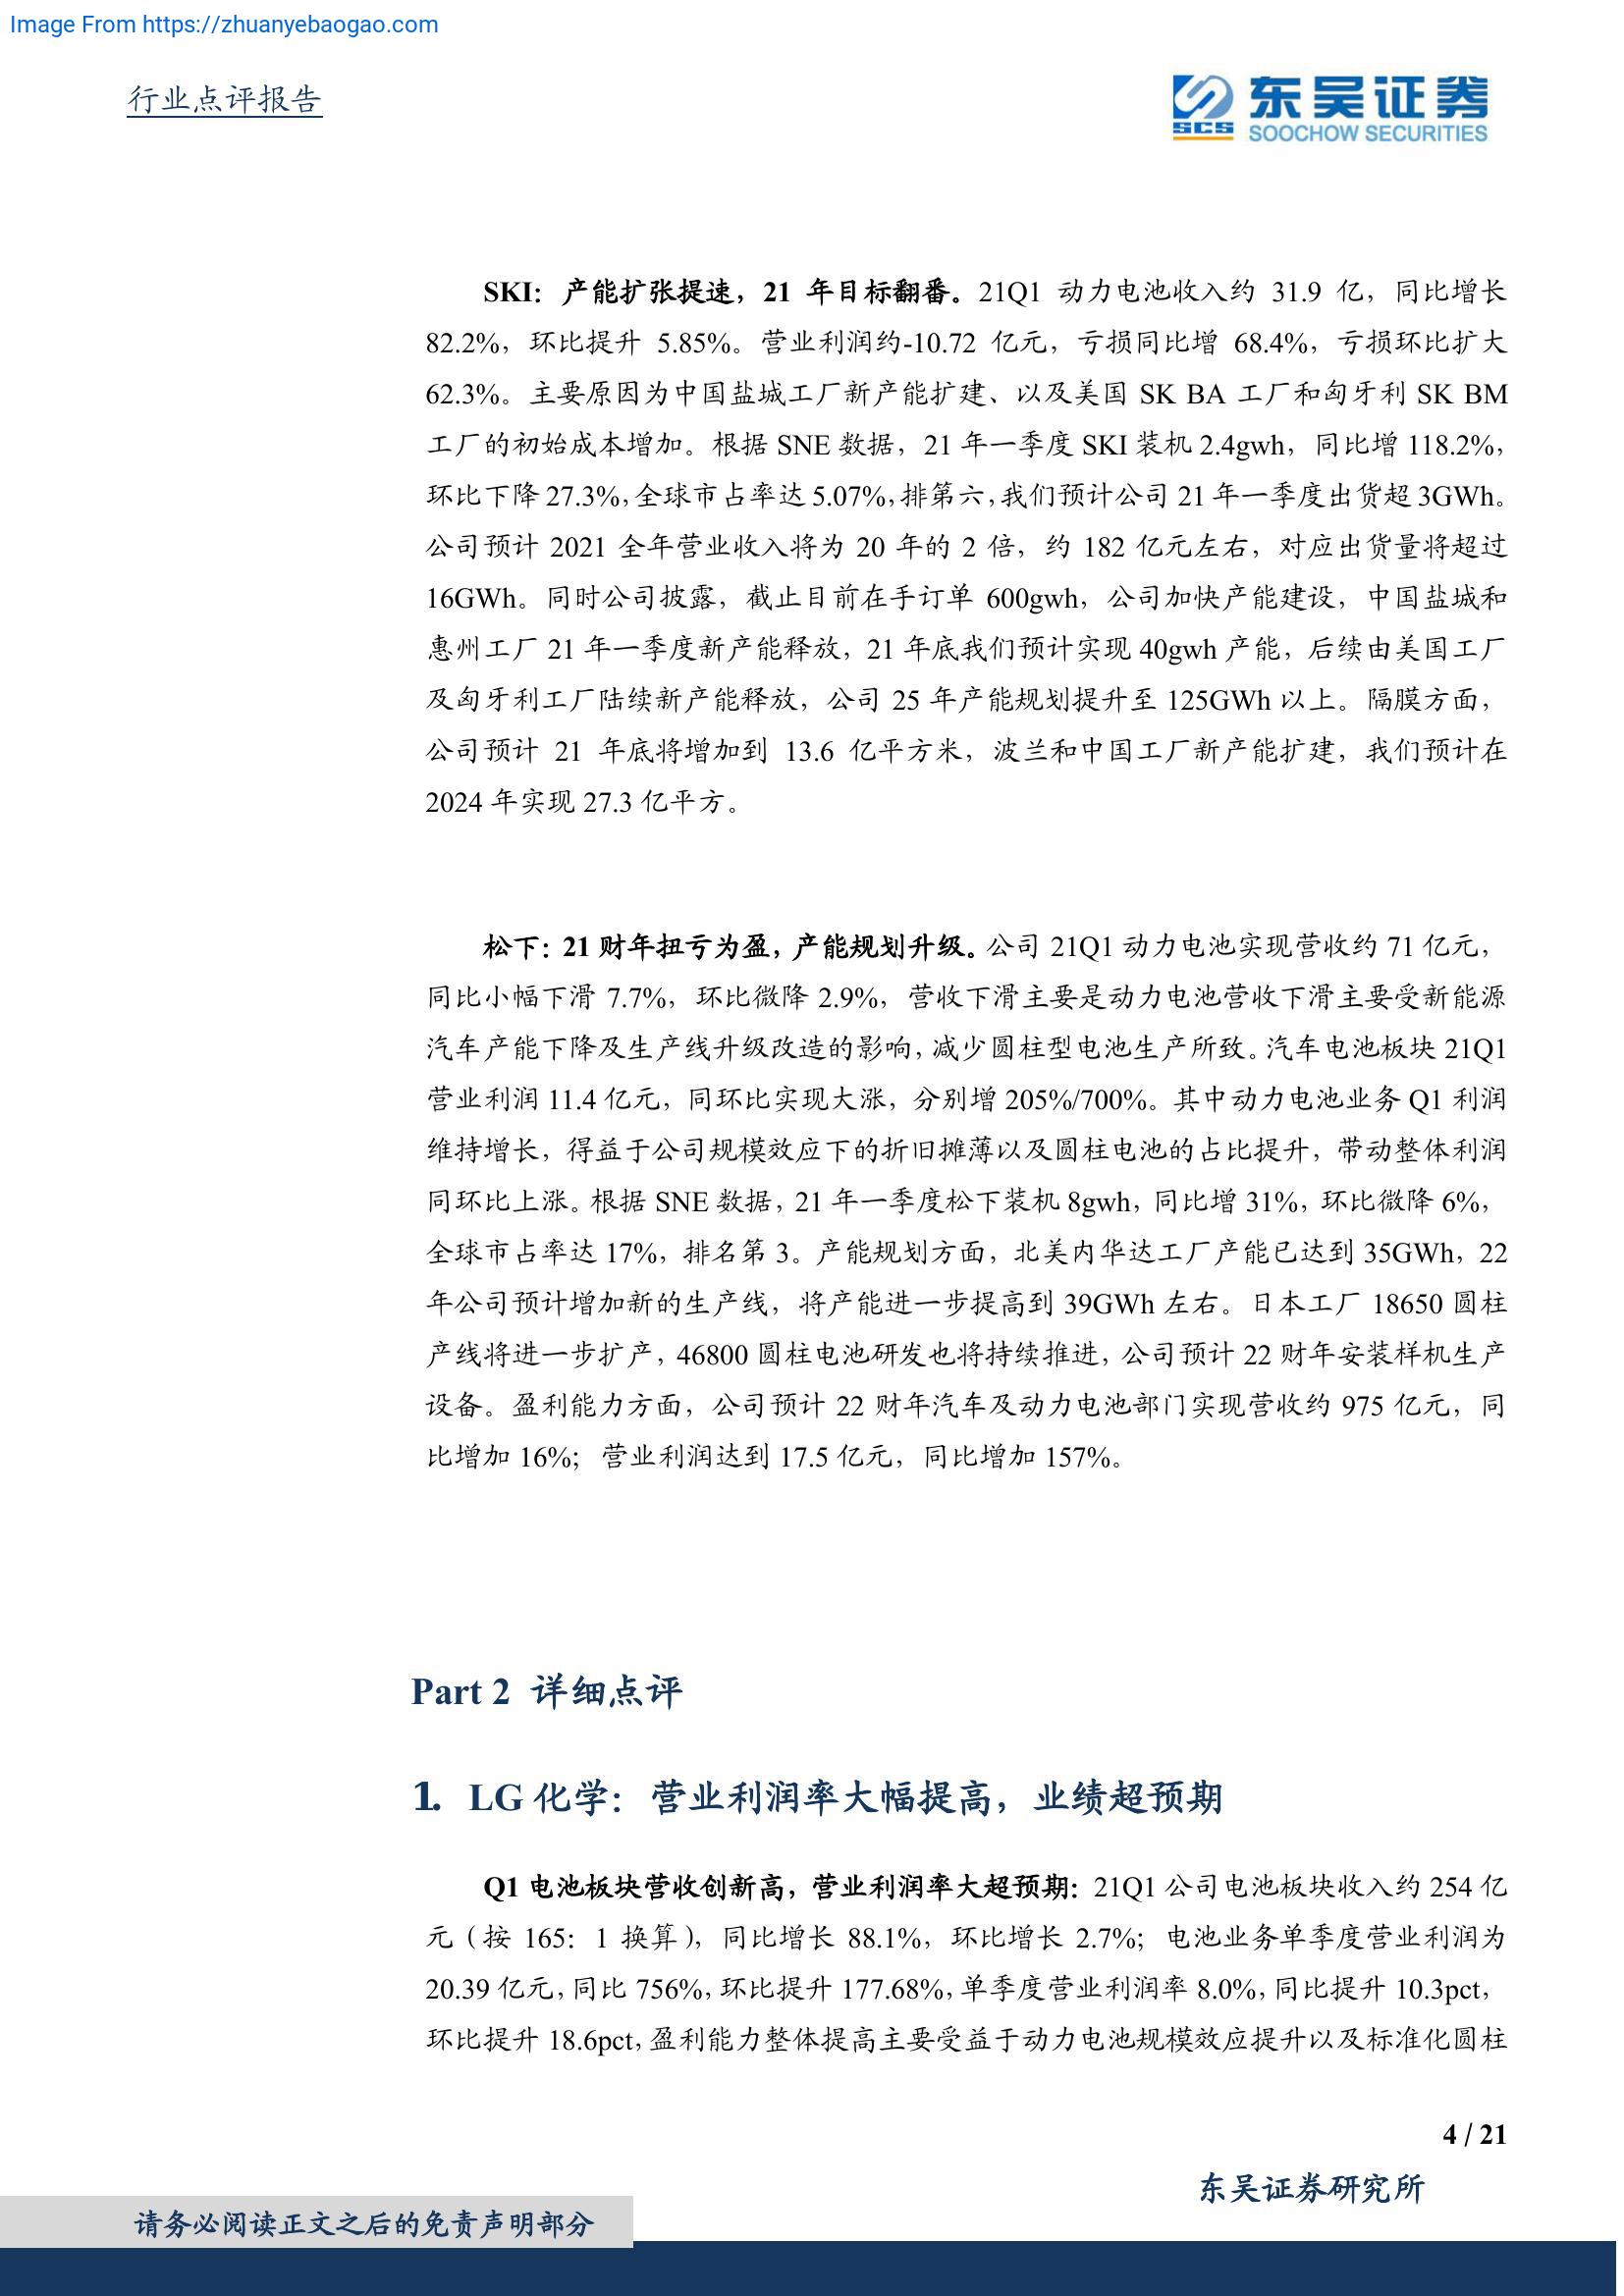 Image From https://zhuanyebaogao.com
行业点评报告
东吴证券
SCS
SOOCHOW SECURITIES
SKI：产能扩张提速，21 年目标翻番。21Q1 动力电池收入约 31.9 亿，同比增长
82.2%，环比提升 5.85%。营业利润约-10.72 亿元，亏损同比增 68.4%，亏损环比扩大
62.3%。主要原因为中国盐城工厂新产能扩建、以及美国 SK BA 工厂和匈牙利 SK BM
工厂的初始成本增加。根据 SNE 数据，21 年一季度 SKI 装机 2.4gwh，同比增 118.2%，
环比下降 27.3%，全球市占率达 5.07%，排第六，我们预计公司 21 年一季度出货超 3GWh。
公司预计 2021 全年营业收入将为 20 年的 2 倍，约 182 亿元左右，对应出货量将超过
16GWh。同时公司披露，截止目前在手订单 600gwh，公司加快产能建设，中国盐城和
惠州工厂 21 年一季度新产能释放，21 年底我们预计实现 40gwh 产能，后续由美国工厂
及匈牙利工厂陆续新产能释放，公司 25 年产能规划提升至 125GWh 以上。隔膜方面，
公司预计 21 年底将增加到 13.6 亿平方米，波兰和中国工厂新产能扩建，我们预计在
2024 年实现 27.3 亿平方。
松下：21 财年扭亏为盈，产能规划升级。公司 21Q1 动力电池实现营收约 71 亿元，
同比小幅下滑 7.7%，环比微降 2.9%，营收下滑主要是动力电池营收下滑主要受新能源
汽车产能下降及生产线升级改造的影响，减少圆柱型电池生产所致。汽车电池板块 21Q1
营业利润 11.4 亿元，同环比实现大涨，分别增 205%/700%。其中动力电池业务 Q1 利润
维持增长，得益于公司规模效应下的折旧摊薄以及圆柱电池的占比提升，带动整体利润
同环比上涨。根据 SNE 数据，21 年一季度松下装机 8gwh，同比增 31%，环比微降 6%，
全球市占率达 17%，排名第 3。产能规划方面，北美内华达工厂产能已达到 35GWh，22
年公司预计增加新的生产线，将产能进一步提高到 39GWh 左右。日本工厂 18650 圆柱
产线将进一步扩产，46800 圆柱电池研发也将持续推进，公司预计 22 财年安装样机生产
设备。盈利能力方面，公司预计 22 财年汽车及动力电池部门实现营收约 975 亿元，同
比增加 16%；营业利润达到 17.5 亿元，同比增加 157%。
Part 2 详细点评
1. LG 化学：营业利润率大幅提高，业绩超预期
Q1 电池板块营收创新高，营业利润率大超预期：21Q1 公司电池板块收入约 254 亿
元（按 165：1 换算），同比增长 88.1%，环比增长 2.7%；电池业务单季度营业利润为
20.39 亿元，同比 756%，环比提升 177.68%，单季度营业利润率 8.0%，同比提升 10.3pct，
环比提升 18.6pct，盈利能力整体提高主要受益于动力电池规模效应提升以及标准化圆柱
4 / 21
东吴证券研究所
请务必阅读正文之后的免责声明部分